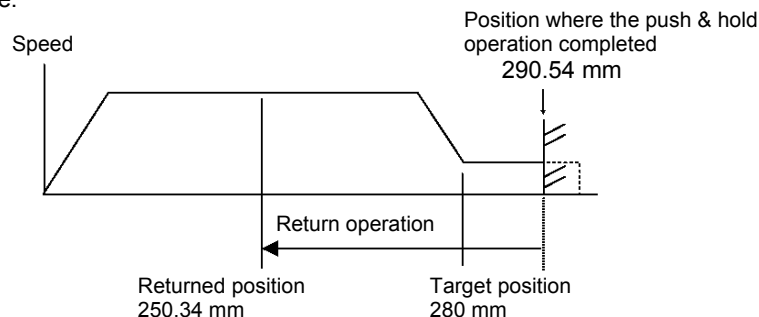 Position where the push & hold
operation completed
290.54 mm
Speed
Return operation
Returned position
250.34 mm
Target position
280 mm